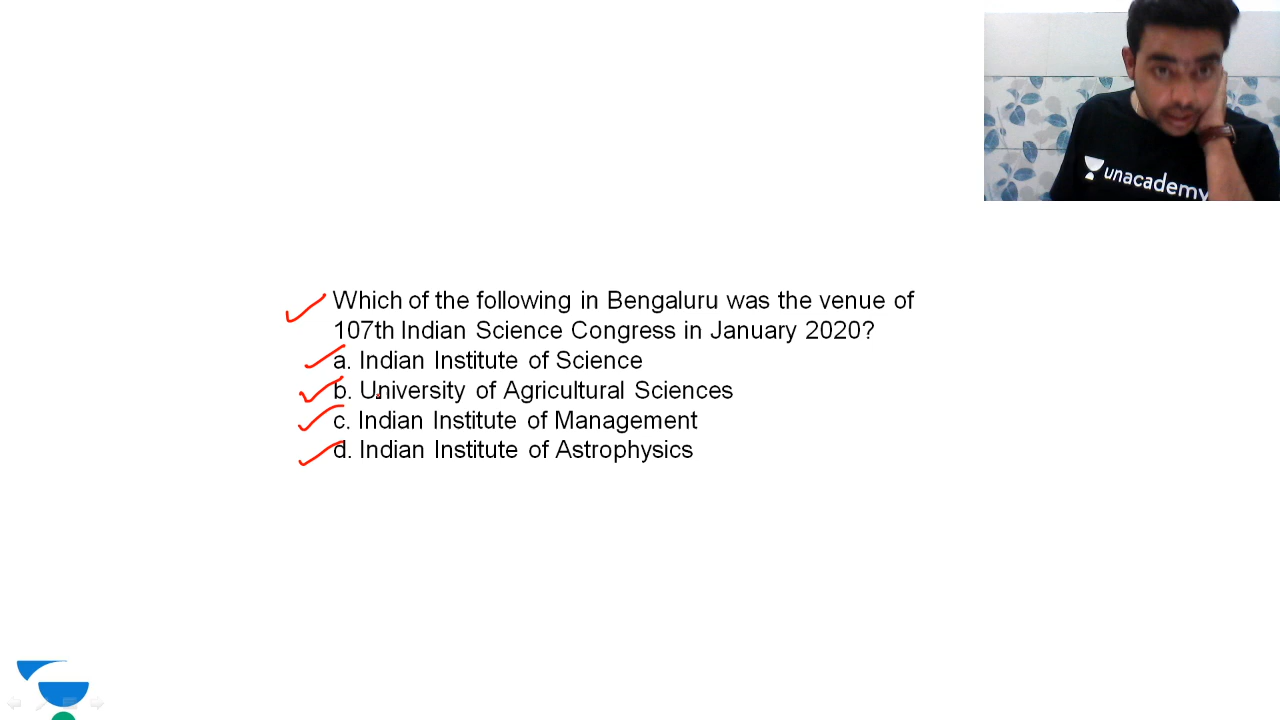 unacademy
Which of the following in Bengaluru was the venue of
107th Indian Science Congress in January 2020?
a. Indian Institute of Science
b. University of Agricultural Sciences
c. Indian Institute of Management
d. Indian Institute of Astrophysics